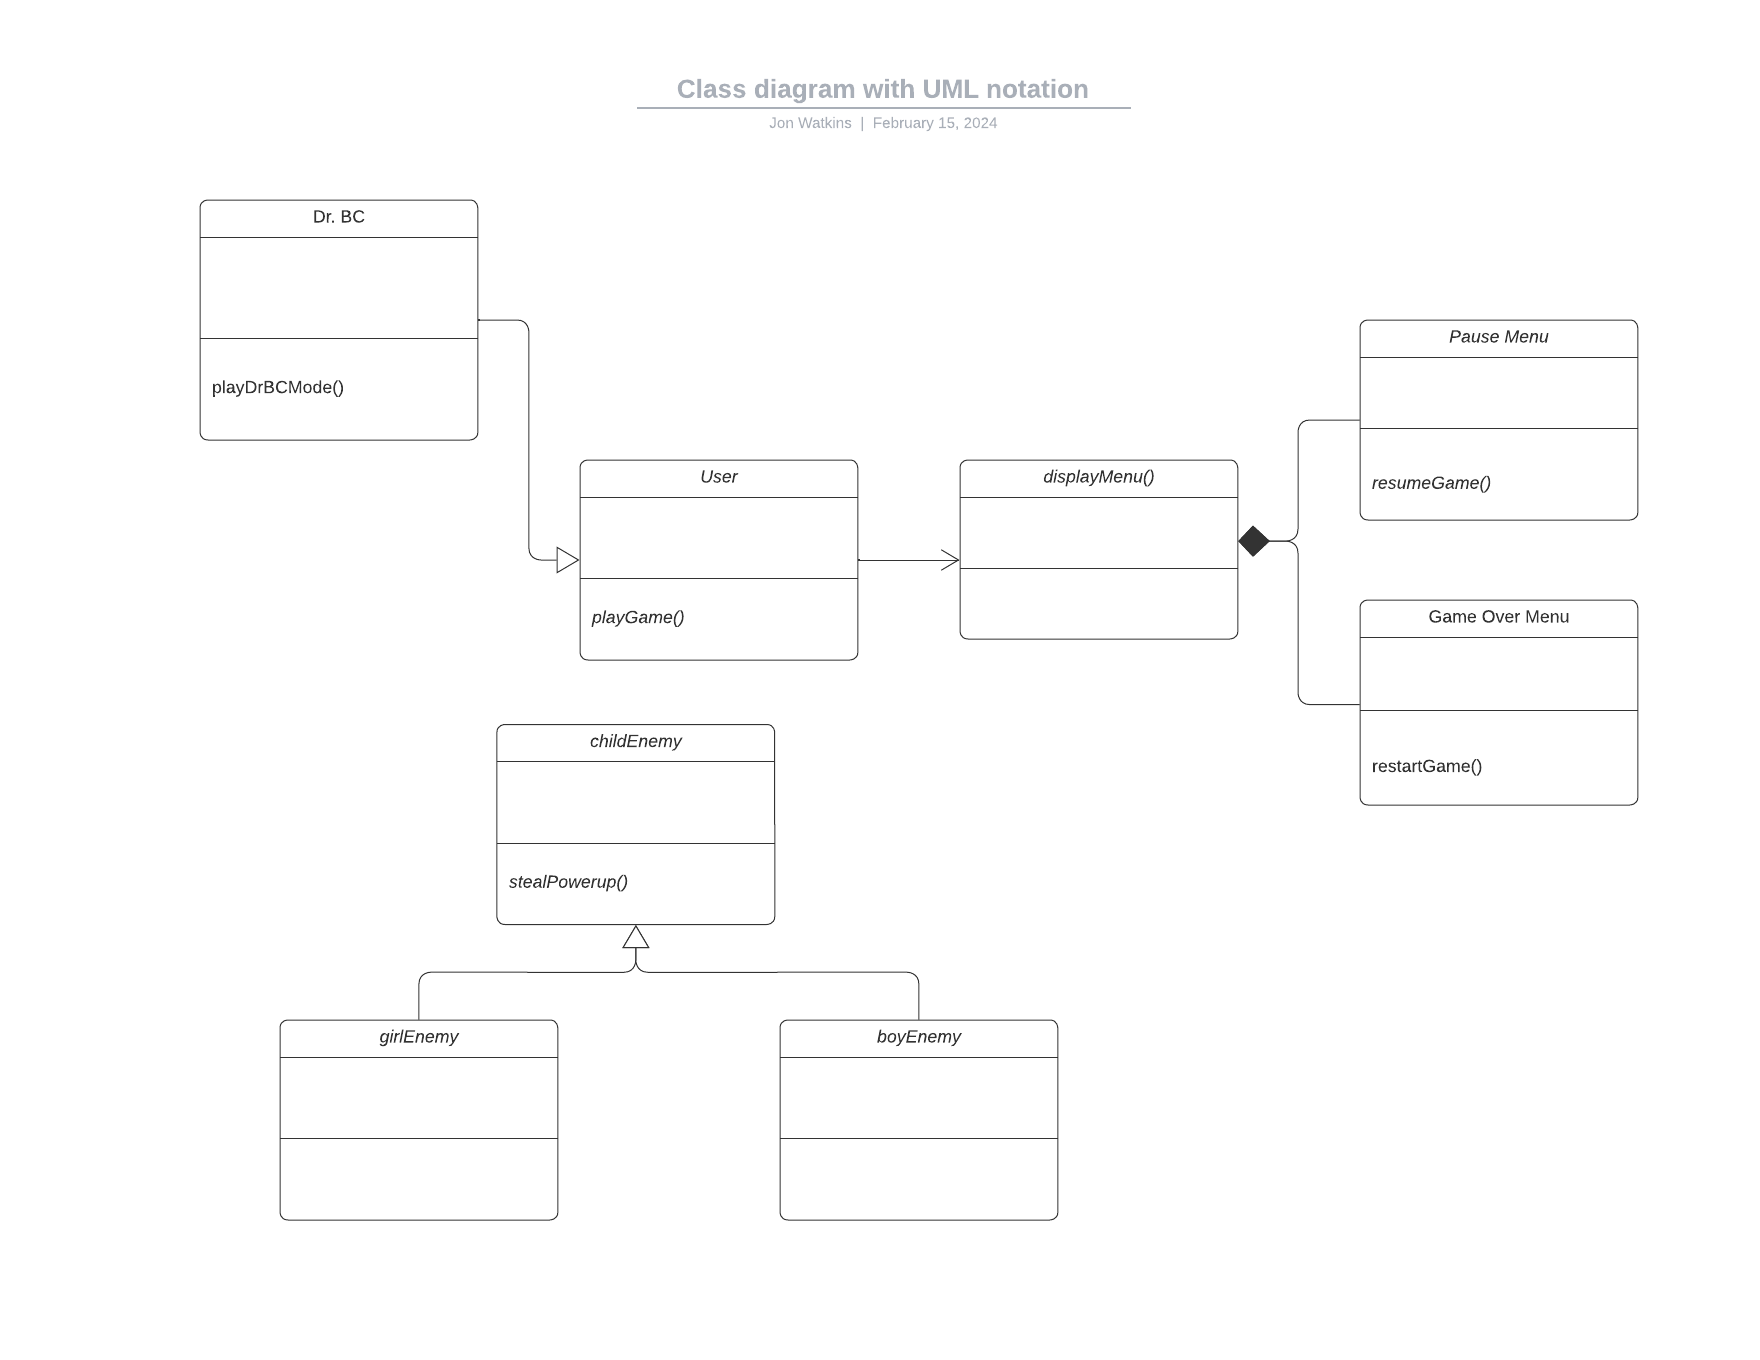 Class diagram with UML notation
Jon Watkins | February 15, 2024
Dr. BC
playDrBCMode()
Pause Menu
resumeGame()
User
playGame()
displayMenu()
Game Over Menu
restartGame()
childEnemy
stealPowerup()
girlEnemy
boyEnemy